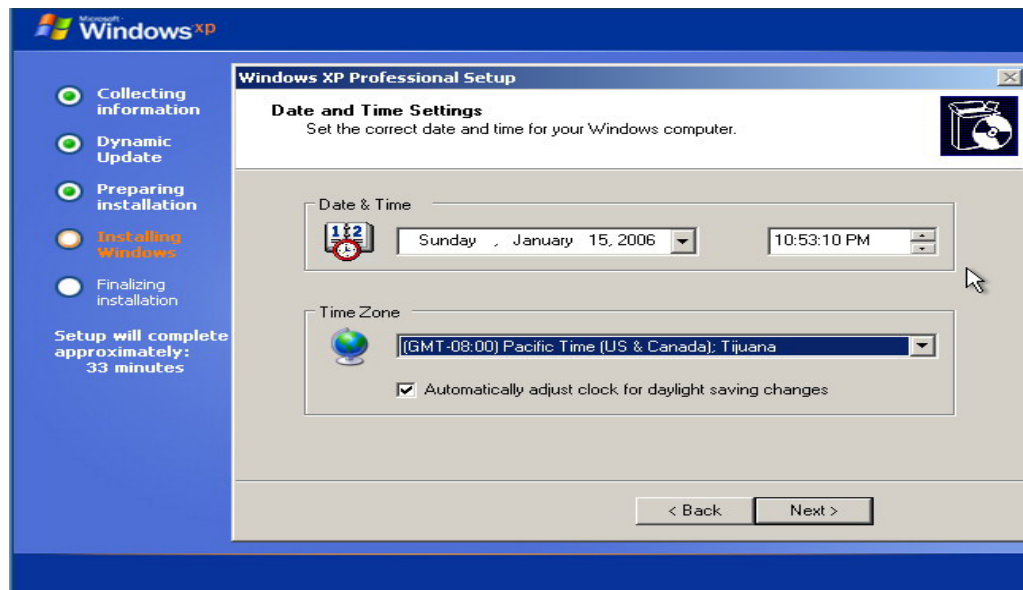 Microsoft
Windows xp
Collecting
information
Dynamic
Update
Preparing
installation
Installing
Windows
Finalizing
installation
Setup will complete
approximately:
33 minutes
Windows XP Professional Setup
Date and Time Settings
Set the correct date and time for your Windows computer.
Date & Time
12
Sunday , January 15, 2006
10:53:10 PM
Time Zone
(GMT-08:00) Pacific Time (US & Canada); Tijuana
Automatically adjust clock for daylight saving changes
< Back
Next >